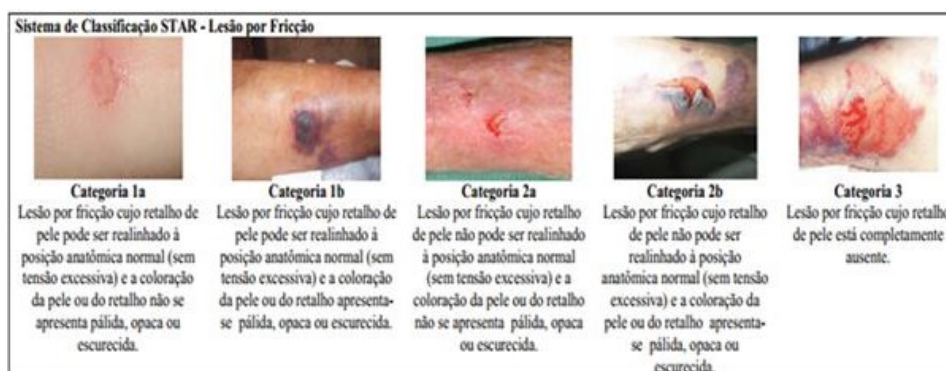 Sistema de Classificação STAR - Lesão por Fricção
Categoria 1a
Lesão por fricção cujo retalho de
pele pode ser realinhado à
posição anatômica normal (sem
tensão excessiva) e a coloração
da pele ou do retalho não se
apresenta pálida, opaca ou
escurecida.
Categoria 1b
Lesão por fricção cujo retalho de
pele pode ser realinhado à
posição anatômica normal (sem
tensão excessiva) e a coloração
da pele ou do retalho apresenta-
se pálida, opaca ou escurecida.
Categoria 2a
Lesão por fricção cujo retalho
de pele não pode ser realinhado
à posição anatômica normal
(sem tensão excessiva) e a
coloração da pele ou do retalho
não se apresenta pálida, opaca
ou escurecida.
Categoria 2b
Lesão por fricção cujo retalho
de pele não pode ser
realinhado à posição
anatômica normal (sem tensão
excessiva) e a coloração da
pele ou do retalho apresenta-
se pálida, opaca ou
escurecida.
Categoria 3
Lesão por fricção cujo retalho
de pele está completamente
ausente.